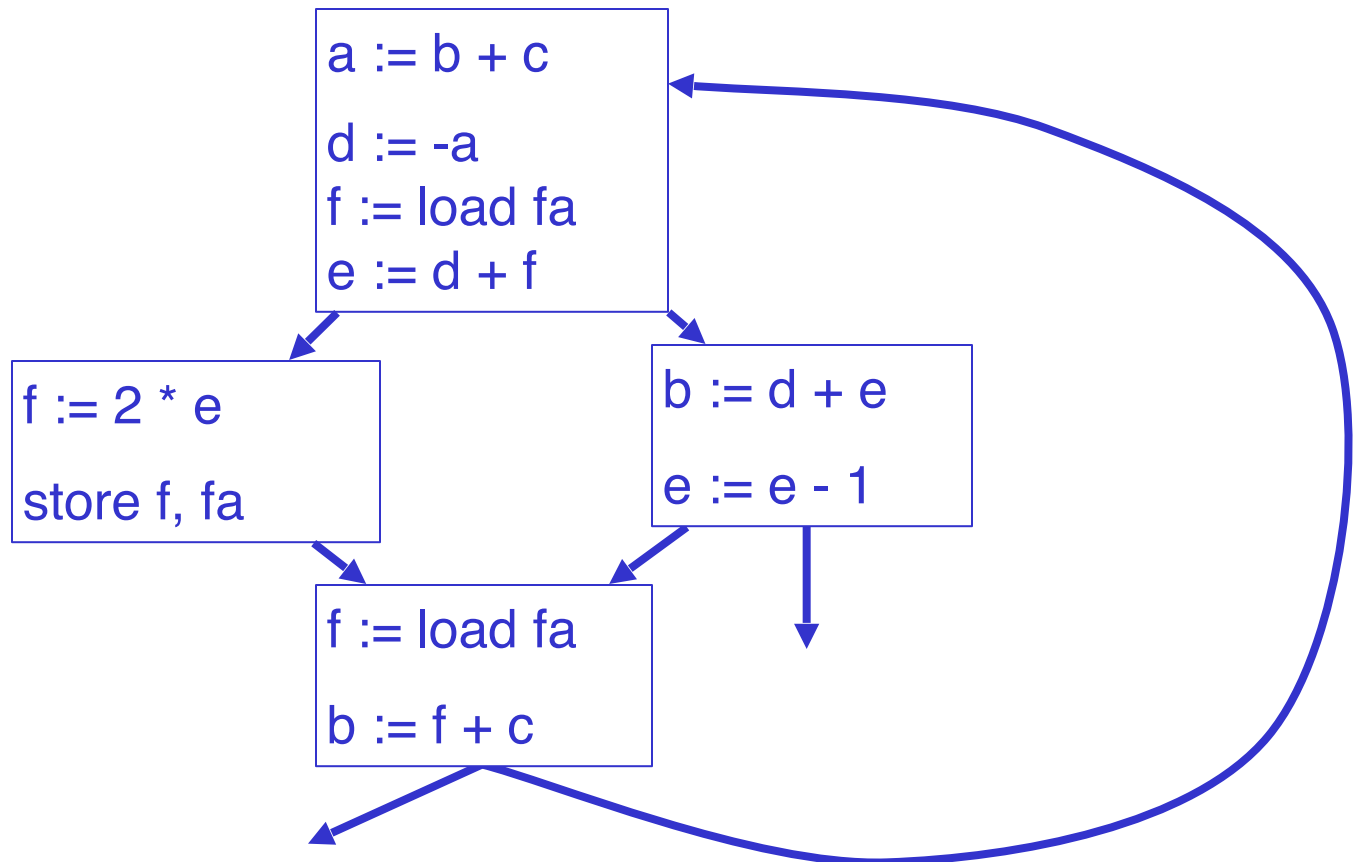 a := b + c
d := -a
f := load fa
e := d + f
f := 2 * e
store f, fa
b := d + e
e := e - 1
f := load fa
b := f + c